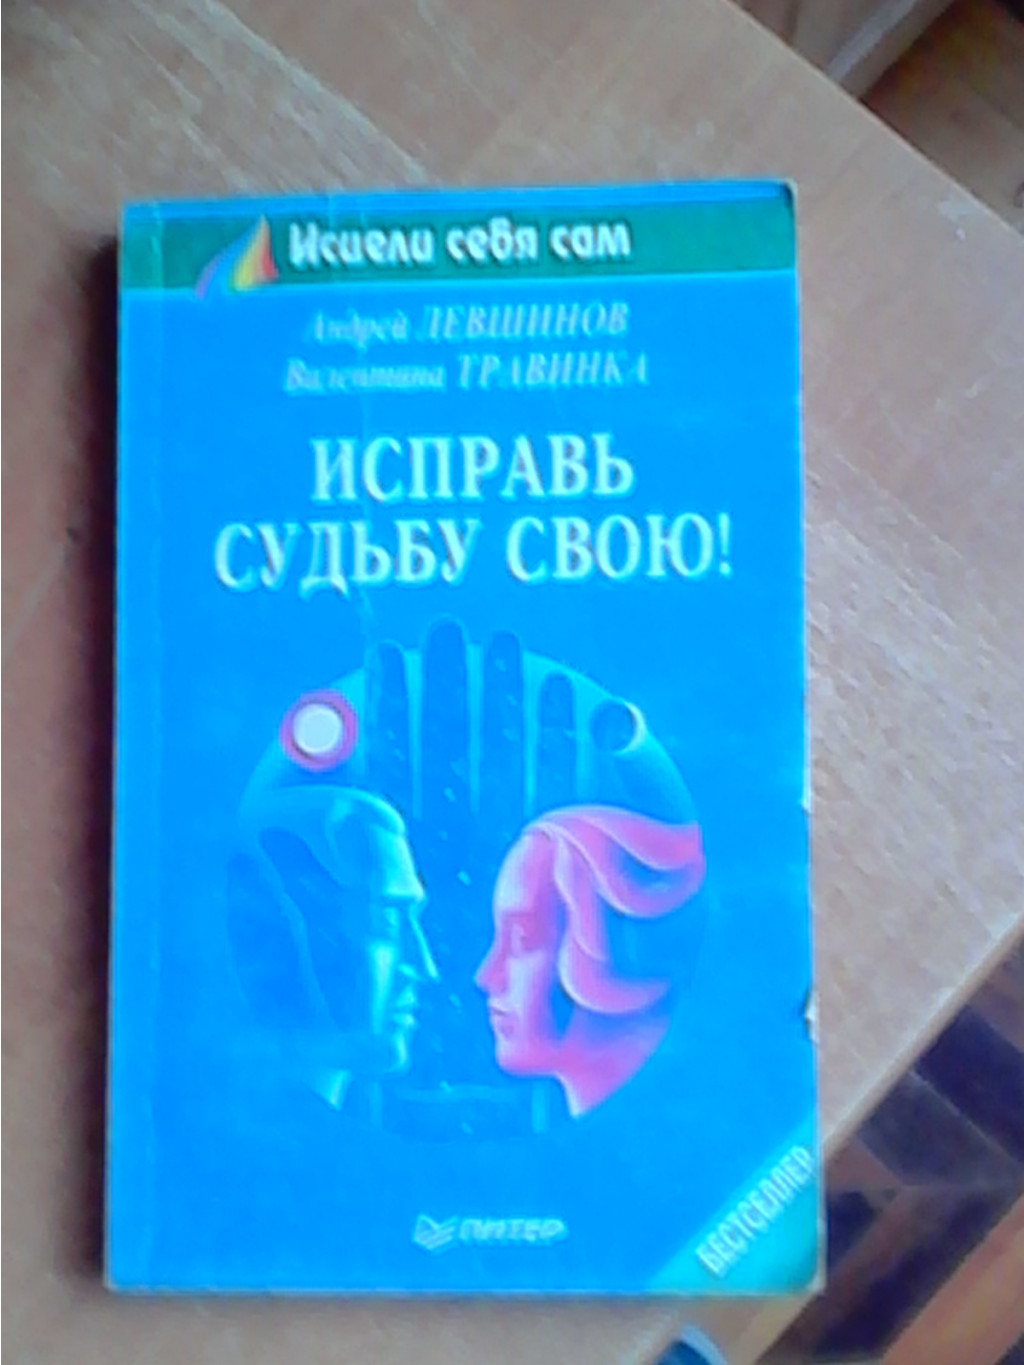 Исцели себя сам
Андрей ЛЕВШИНОВ
Валентина ТРАВИНКА
ИСПРАВЬ
СУДЬБУ СВОЮ!
ПИТЕР
БЕСТСЕЛЛЕР